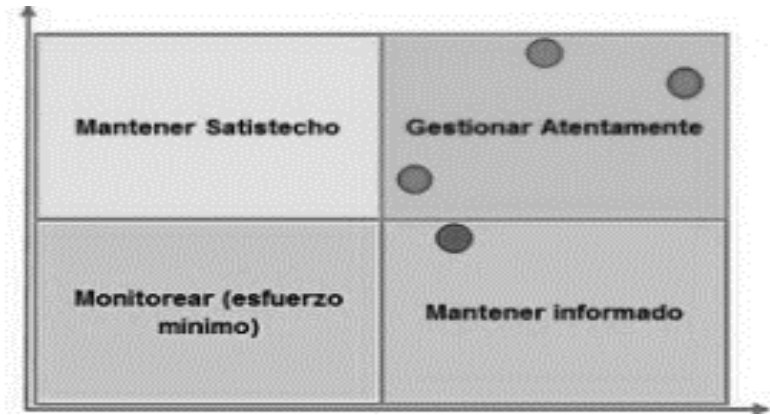 Mantener Satistecho
Gestionar Atentamente
Monitorear (esfuerzo
mínimo)
Mantener informado